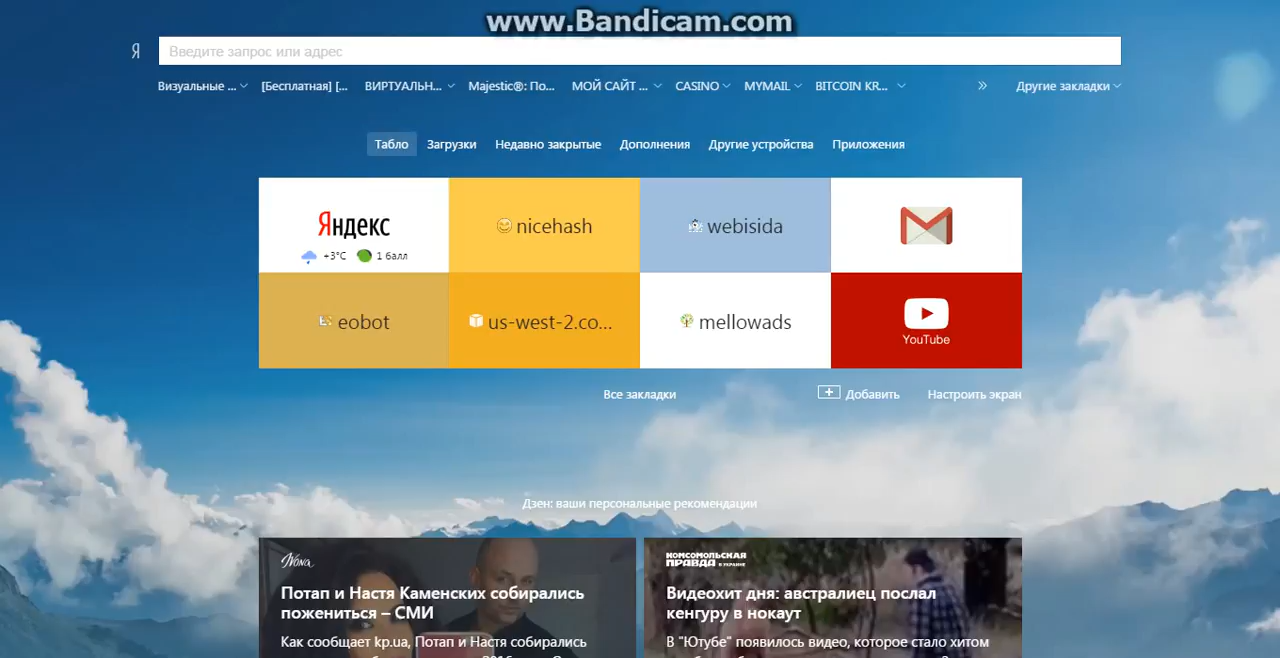 www.Bandicam.com
Я Введите запрос или адрес
Визуальные ... [Бесплатная] [... ВИРТУАЛЬН... Majestic®: По... МОЙ САЙТ ... CASINO MYMAIL BITCOIN KR... » Другие закладки
Табло Загрузки Недавно закрытые Дополнения Другие устройства Приложения
Яндекс nicehash webisida
+3°C 1 балл
eobot us-west-2.co... mellowads YouTube
Все закладки Добавить Настроить экран
Дзен: ваши персональные рекомендации
Nona
Потап и Настя Каменских собирались
пожениться – СМИ
Как сообщает kp.ua, Потап и Настя собирались
КОМСОМОЛЬСКАЯ
ПРАВДА В УКРАИНЕ
Видеохит дня: австралиец послал
кенгуру в нокаут
В "Ютубе" появилось видео, которое стало хитом